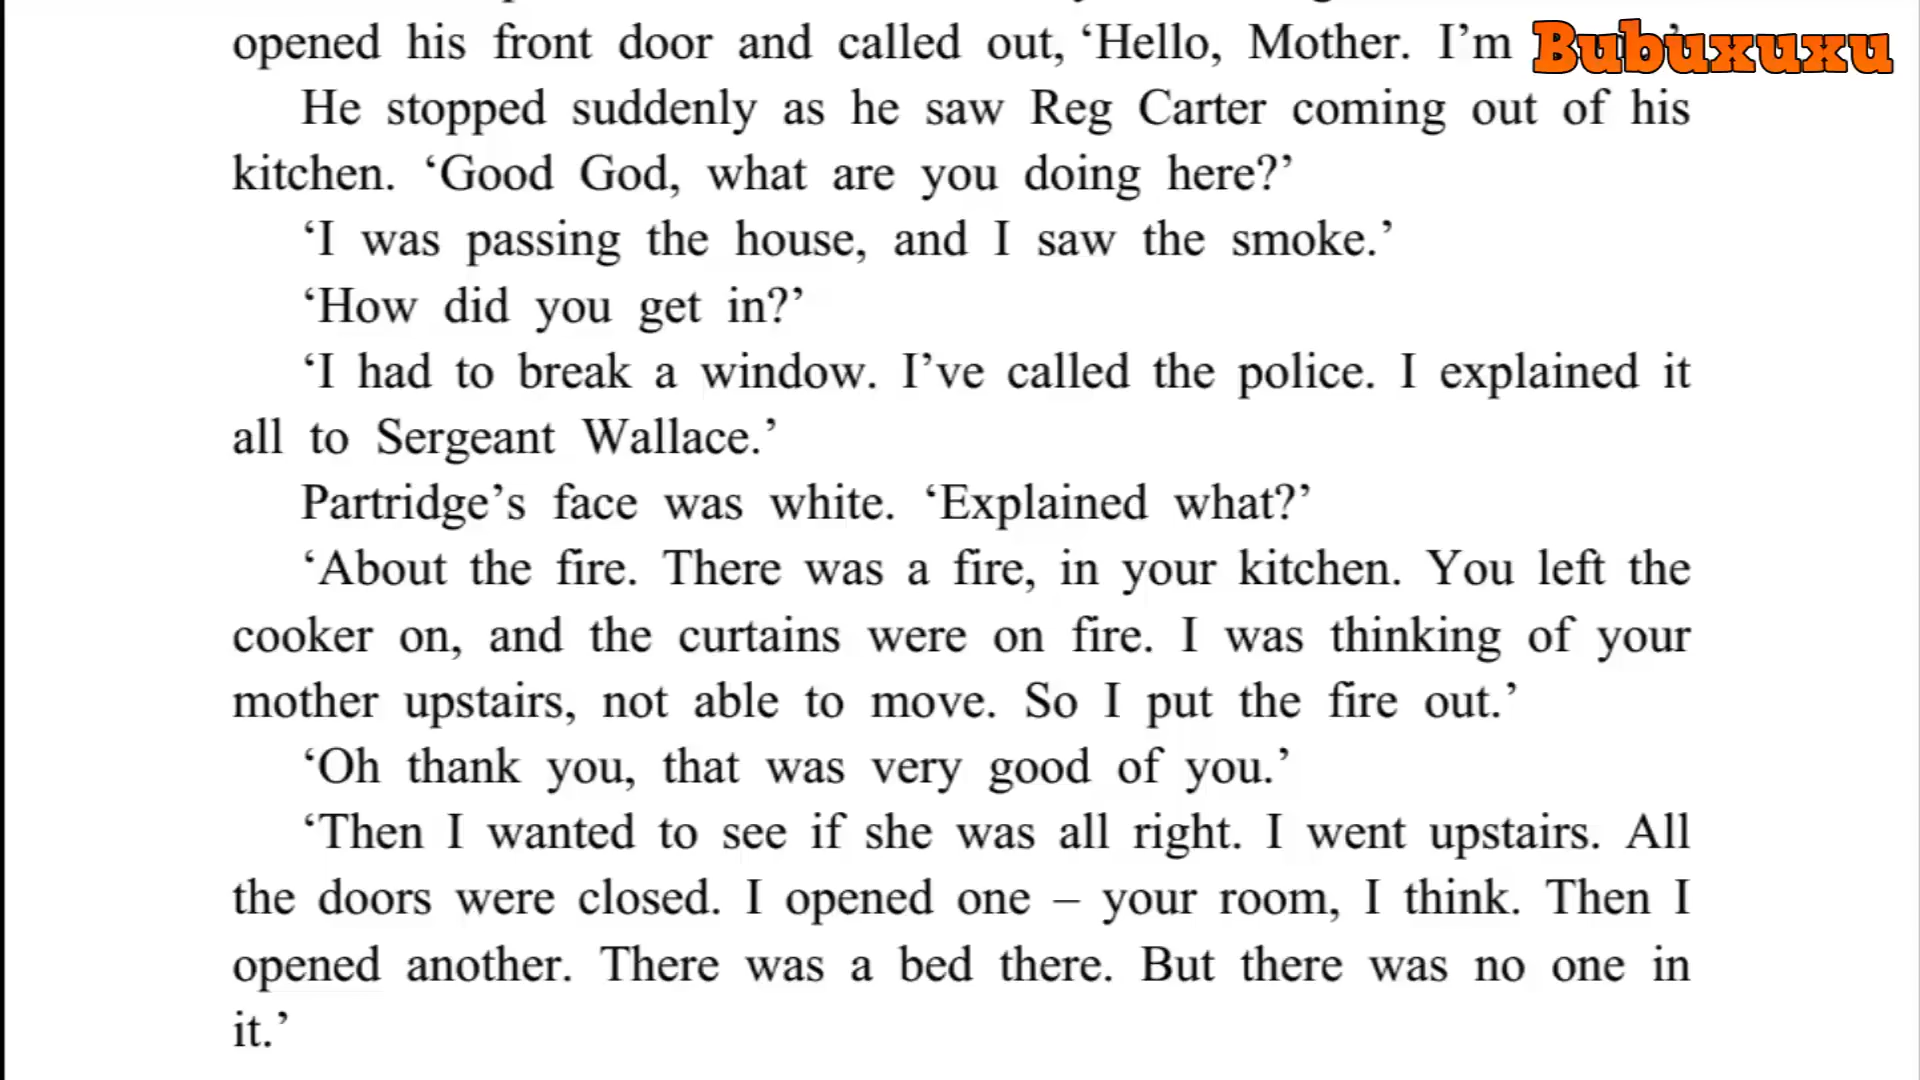 opened his front door and called out, ‘Hello, Mother. I’m
Bubuxuxu
He stopped suddenly as he saw Reg Carter coming out of his
kitchen. ‘Good God, what are you doing here?’
‘I was passing the house, and I saw the smoke.’
‘How did you get in?’
‘I had to break a window. I’ve called the police. I explained it
all to Sergeant Wallace.’
Partridge’s face was white. ‘Explained what?’
‘About the fire. There was a fire, in your kitchen. You left the
cooker on, and the curtains were on fire. I was thinking of your
mother upstairs, not able to move. So I put the fire out.’
‘Oh thank you, that was very good of you.’
‘Then I wanted to see if she was all right. I went upstairs. All
the doors were closed. I opened one – your room, I think. Then I
opened another. There was a bed there. But there was no one in
it.’